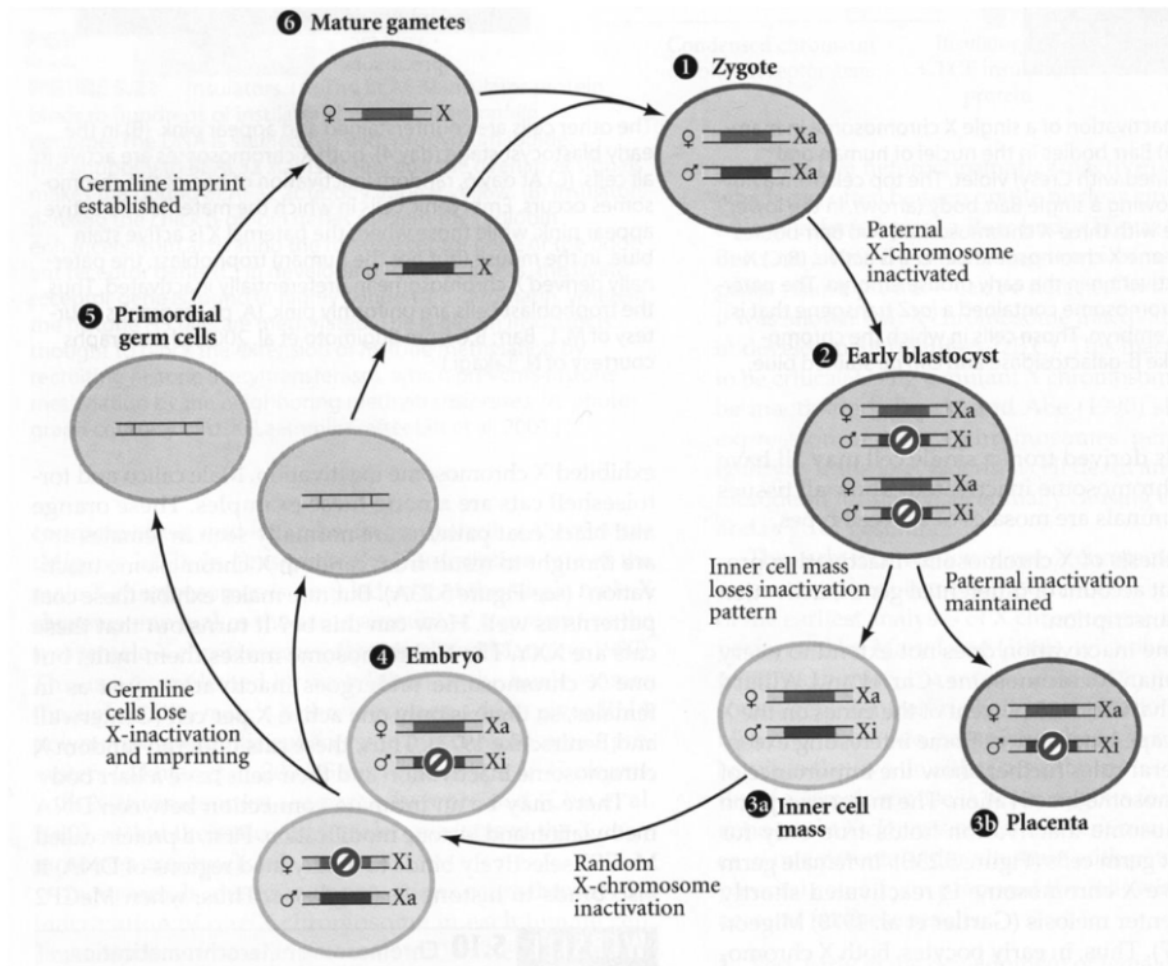 6 Mature gametes
♀ X
♂ X
1 Zygote
♀ Xa
♂ Xa
Germline imprint
established
Paternal
X-chromosome
inactivated
5 Primordial
germ cells
2 Early blastocyst
♀ Xa
♂ Xi
♀ Xa
♂ Xi
Inner cell mass
loses inactivation
pattern
Paternal inactivation
maintained
Germline
cells lose
X-inactivation
and imprinting
4 Embryo
♀ Xa
♂ Xi
♀ Xi
♂ Xa
♀ Xa
♂ Xa
3a Inner cell
mass
♀ Xa
♂ Xi
3b Placenta
Random
X-chromosome
inactivation